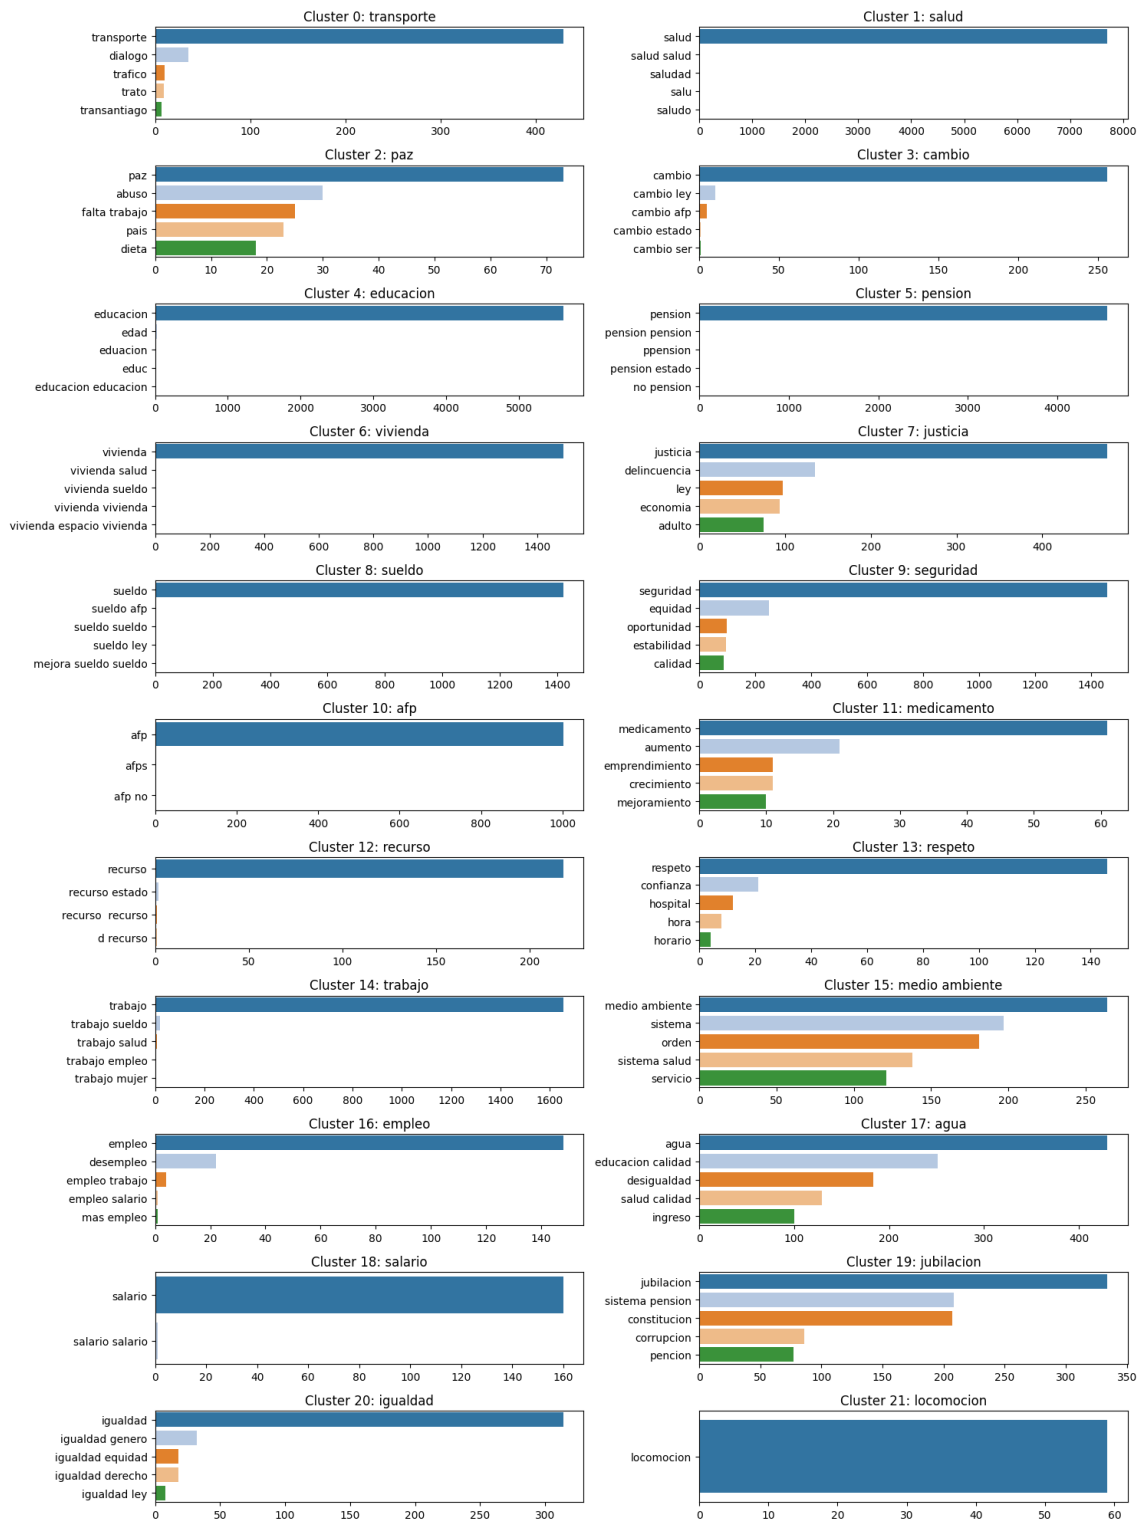 Cluster 0: transporte
transporte
dialogo
trafico
trato
transantiago
0 100 200 300 400
Cluster 1: salud
salud
salud salud
saludad
salu
saludo
0 1000 2000 3000 4000 5000 6000 7000 8000
Cluster 2: paz
paz
abuso
falta trabajo
pais
dieta
0 10 20 30 40 50 60 70
Cluster 3: cambio
cambio
cambio ley
cambio afp
cambio estado
cambio ser
0 50 100 150 200 250
Cluster 4: educacion
educacion
edad
eduacion
educ
educacion educacion
0 1000 2000 3000 4000 5000
Cluster 5: pension
pension
pension pension
ppension
pension estado
no pension
0 1000 2000 3000 4000
Cluster 6: vivienda
vivienda
vivienda salud
vivienda sueldo
vivienda vivienda
vivienda espacio vivienda
0 200 400 600 800 1000 1200 1400
Cluster 7: justicia
justicia
delincuencia
ley
economia
adulto
0 100 200 300 400
Cluster 8: sueldo
sueldo
sueldo afp
sueldo sueldo
sueldo ley
mejora sueldo sueldo
0 200 400 600 800 1000 1200 1400
Cluster 9: seguridad
seguridad
equidad
oportunidad
estabilidad
calidad
0 200 400 600 800 1000 1200 1400
Cluster 10: afp
afp
afps
afp no
0 200 400 600 800 1000
Cluster 11: medicamento
medicamento
aumento
emprendimiento
crecimiento
mejoramiento
0 10 20 30 40 50 60
Cluster 12: recurso
recurso
recurso estado
recurso  recurso
d recurso
0 50 100 150 200
Cluster 13: respeto
respeto
confianza
hospital
hora
horario
0 20 40 60 80 100 120 140
Cluster 14: trabajo
trabajo
trabajo sueldo
trabajo salud
trabajo empleo
trabajo mujer
0 200 400 600 800 1000 1200 1400 1600
Cluster 15: medio ambiente
medio ambiente
sistema
orden
sistema salud
servicio
0 50 100 150 200 250
Cluster 16: empleo
empleo
desempleo
empleo trabajo
empleo salario
mas empleo
0 20 40 60 80 100 120 140
Cluster 17: agua
agua
educacion calidad
desigualdad
salud calidad
ingreso
0 100 200 300 400
Cluster 18: salario
salario
salario salario
0 20 40 60 80 100 120 140 160
Cluster 19: jubilacion
jubilacion
sistema pension
constitucion
corrupcion
pencion
0 50 100 150 200 250 300 350
Cluster 20: igualdad
igualdad
igualdad genero
igualdad equidad
igualdad derecho
igualdad ley
0 50 100 150 200 250 300
Cluster 21: locomocion
locomocion
0 10 20 30 40 50 60